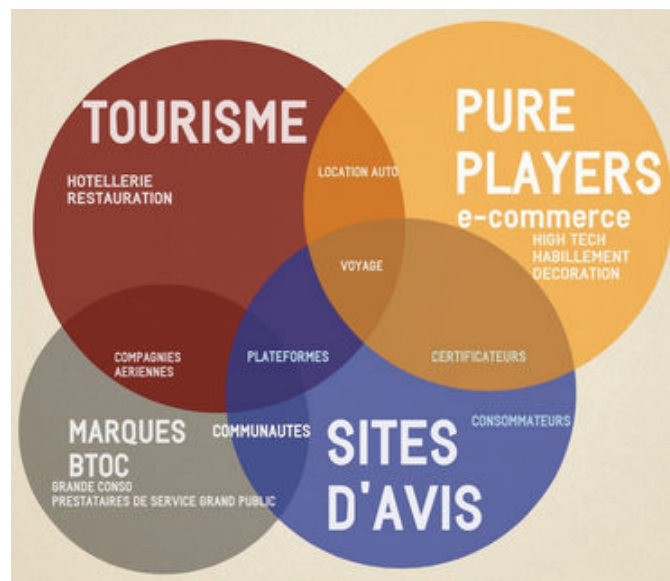 TOURISME
HOTELLERIE
RESTAURATION
LOCATION AUTO
PURE
PLAYERS
e-commerce
HIGH TECH
HABILLEMENT
DECORATION
VOYAGE
COMPAGNIES
AERIENNES
PLATEFORMES
CERTIFICATEURS
MARQUES
BTOC
GRANDE CONSO
PRESTATAIRES DE SERVICE GRAND PUBLIC
COMMUNAUTES
SITES
D'AVIS
CONSOMMATEURS